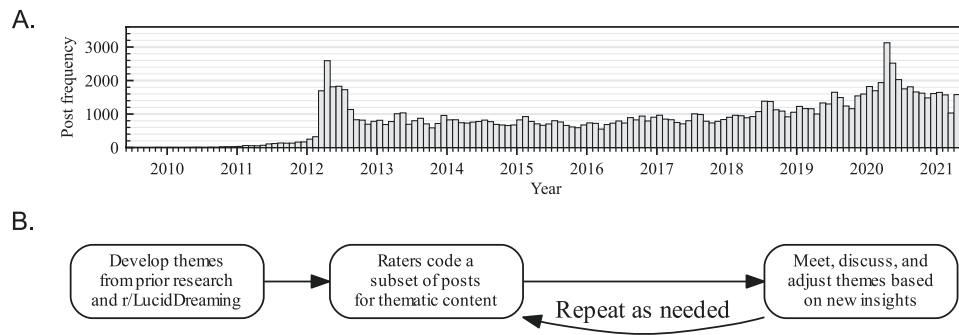 A.
Post frequency
3000
2000
1000
0
2010 2011 2012 2013 2014 2015 2016 2017 2018 2019 2020 2021
Year
B.
Develop themes
from prior research
and r/LucidDreaming
Raters code a
subset of posts
for thematic content
Repeat as needed
Meet, discuss, and
adjust themes based
on new insights